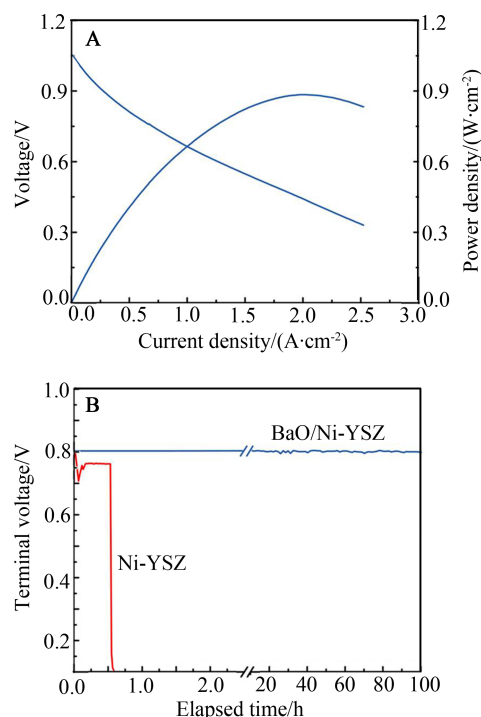 A
1.2
0.9
0.6
0.3
0.0
1.2
0.9
0.6
0.3
0.0
Voltage/V
Power density/(W·cm-2)
0.0 0.5 1.0 1.5 2.0 2.5 3.0
Current density/(A·cm-2)
B
1.0
0.8
0.6
0.4
0.2
Terminal voltage/V
BaO/Ni-YSZ
Ni-YSZ
0.0 1.0 2.0 20 40 60 80 100
Elapsed time/h